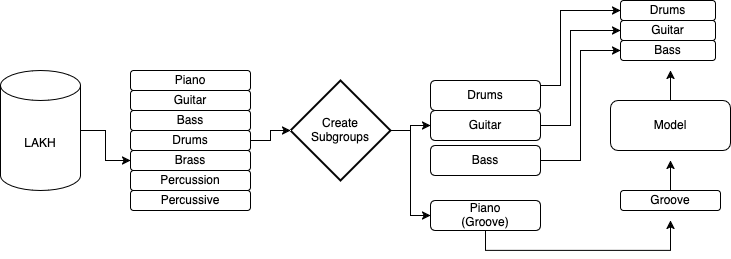 LAKH
Piano
Guitar
Bass
Drums
Brass
Percussion
Percussive
Create
Subgroups
Drums
Guitar
Bass
Piano
(Groove)
Drums
Guitar
Bass
Model
Groove